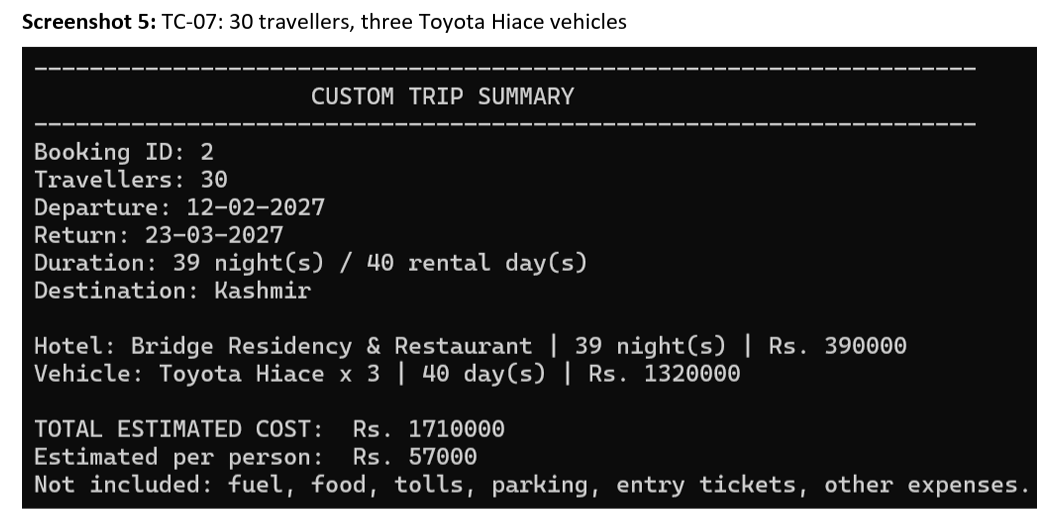 Screenshot 5: TC-07: 30 travellers, three Toyota Hiace vehicles
CUSTOM TRIP SUMMARY
Booking ID: 2
Travellers: 30
Departure: 12-02-2027
Return: 23-03-2027
Duration: 39 night(s) / 40 rental day(s)
Destination: Kashmir
Hotel: Bridge Residency & Restaurant | 39 night(s) | Rs. 390000
Vehicle: Toyota Hiace x 3 | 40 day(s) | Rs. 1320000
TOTAL ESTIMATED COST:  Rs. 1710000
Estimated per person:  Rs. 57000
Not included: fuel, food, tolls, parking, entry tickets, other expenses.